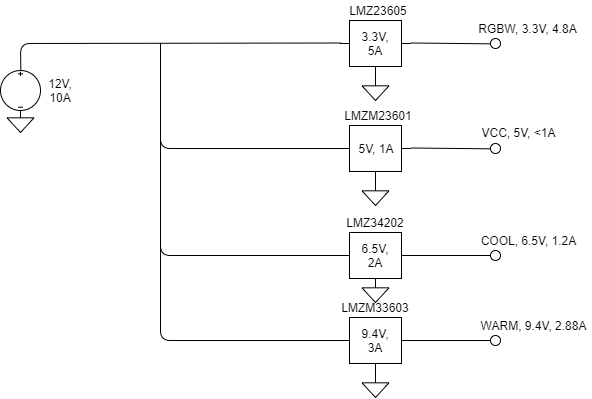 LMZ23605
RGBW, 3.3V, 4.8A
3.3V,
5A
12V,
10A
LMZM23601
VCC, 5V, <1A
5V, 1A
LMZ34202
COOL, 6.5V, 1.2A
6.5V,
2A
LMZM33603
WARM, 9.4V, 2.88A
9.4V,
3A